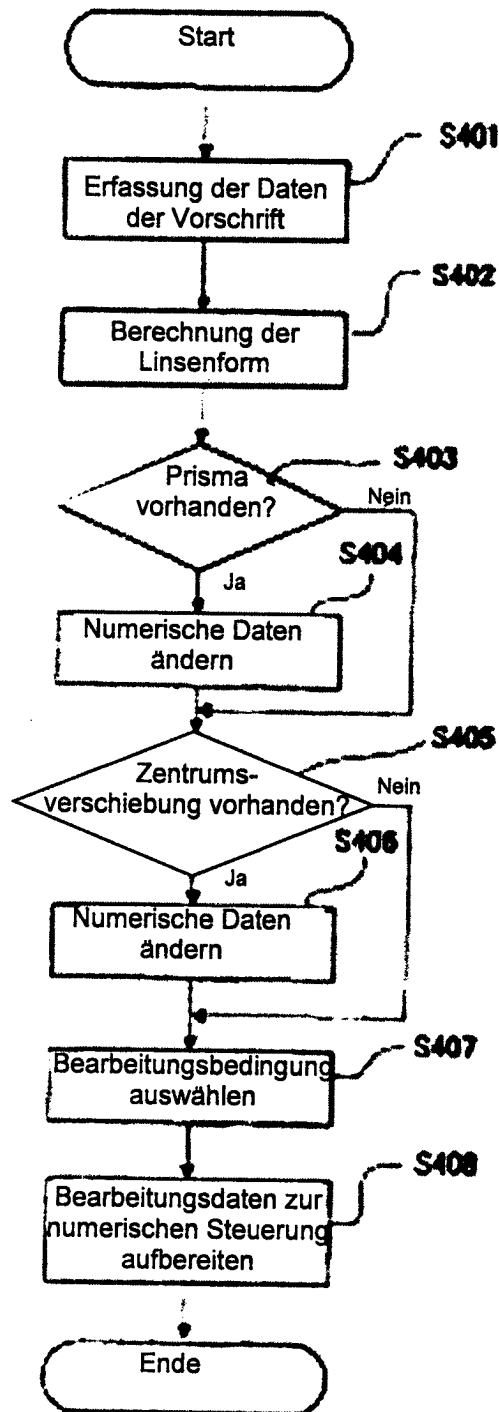 Start
S401
Erfassung der Daten
der Vorschrift
S402
Berechnung der
Linsenform
S403
Prisma
vorhanden?
Nein
Ja
S404
Numerische Daten
ändern
S405
Zentrums-
verschiebung vorhanden?
Nein
Ja
S406
Numerische Daten
ändern
S407
Bearbeitungsbedingung
auswählen
S408
Bearbeitungsdaten zur
numerischen Steuerung
aufbereiten
Ende